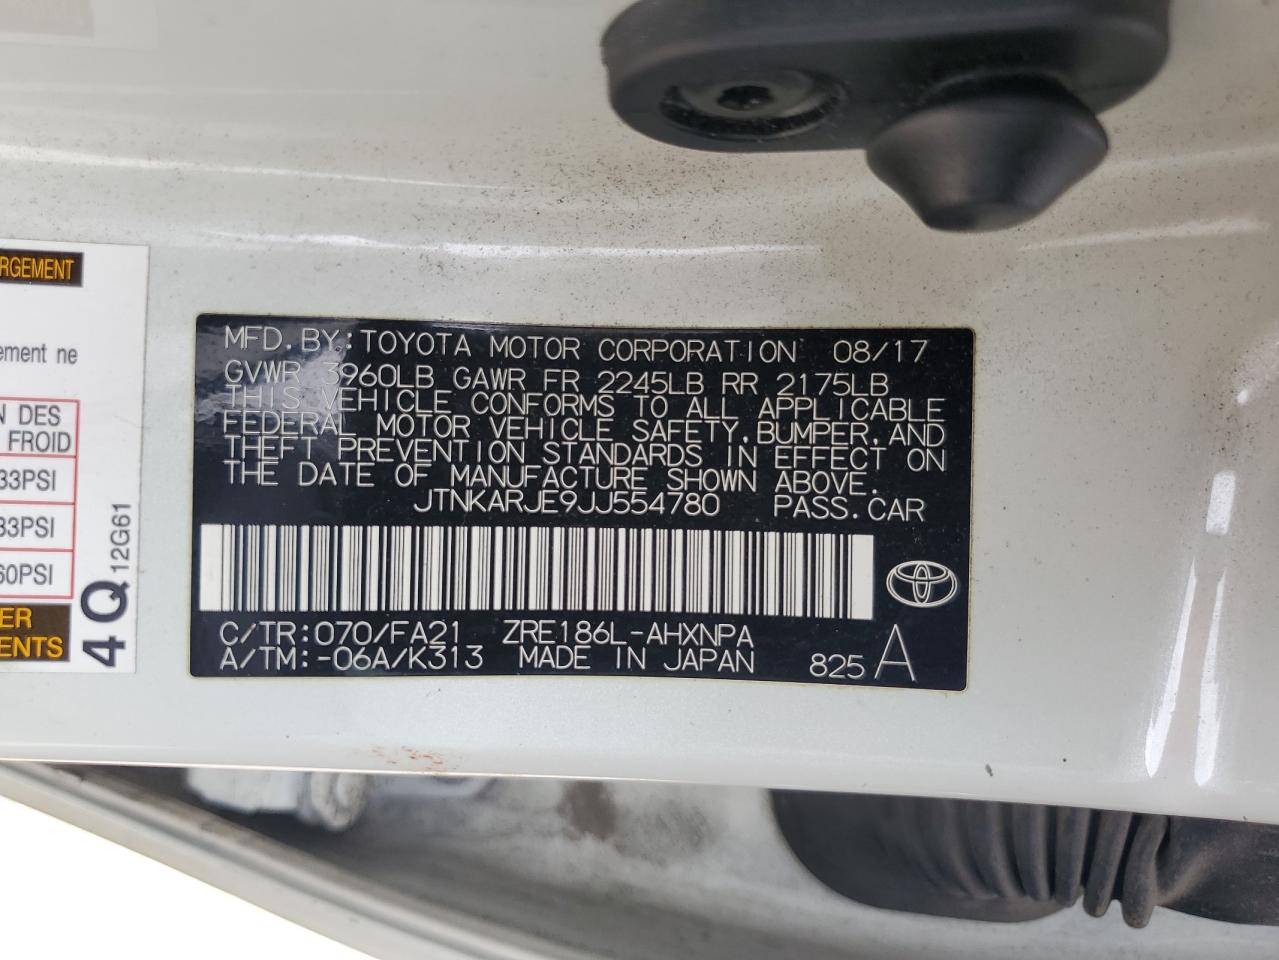 RGEMENT
ement ne
N DES
FROID
33PSI
33PSI
60PSI
ER
ENTS
4Q 12G61
MFD. BY: TOYOTA MOTOR CORPORATION 08/17
GVWR 3960LB GAWR FR 2245LB RR 2175LB
THIS VEHICLE CONFORMS TO ALL APPLICABLE
FEDERAL MOTOR VEHICLE SAFETY, BUMPER, AND
THEFT PREVENTION STANDARDS IN EFFECT ON
THE DATE OF MANUFACTURE SHOWN ABOVE.
JTNKARJE9JJ554780 PASS. CAR
C/TR:070/FA21 ZRE186L-AHXNPA
A/TM:-06A/K313 MADE IN JAPAN 825 A